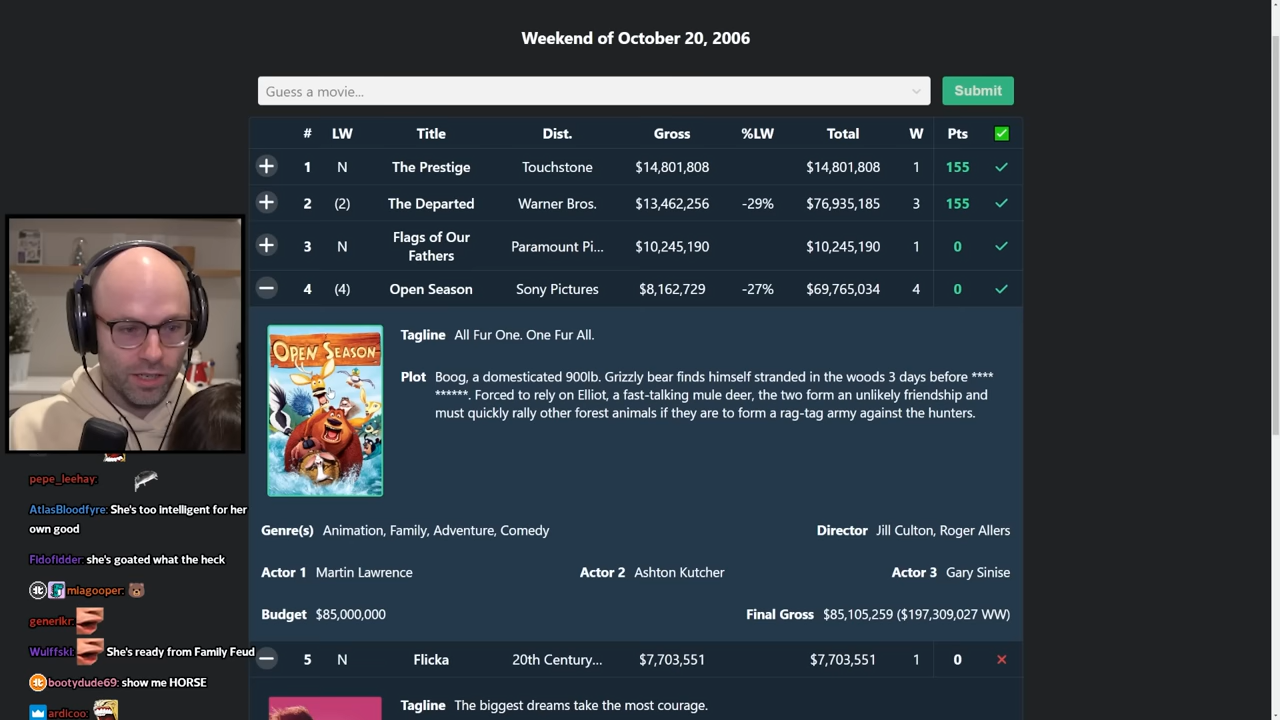 Weekend of October 20, 2006
Guess a movie...
Submit
# LW Title Dist. Gross %LW Total W Pts
1 N The Prestige Touchstone $14,801,808 $14,801,808 1 155
2 (2) The Departed Warner Bros. $13,462,256 -29% $76,935,185 3 155
3 N Flags of Our Fathers Paramount Pi... $10,245,190 $10,245,190 1 0
4 (4) Open Season Sony Pictures $8,162,729 -27% $69,765,034 4 0
OPEN SEASON
Tagline All Fur One. One Fur All.
Plot Boog, a domesticated 900lb. Grizzly bear finds himself stranded in the woods 3 days before ****
******. Forced to rely on Elliot, a fast-talking mule deer, the two form an unlikely friendship and
must quickly rally other forest animals if they are to form a rag-tag army against the hunters.
Genre(s) Animation, Family, Adventure, Comedy
Director Jill Culton, Roger Allers
Actor 1 Martin Lawrence
Actor 2 Ashton Kutcher
Actor 3 Gary Sinise
Budget $85,000,000
Final Gross $85,105,259 ($197,309,027 WW)
5 N Flicka 20th Century... $7,703,551 $7,703,551 1 0
Tagline The biggest dreams take the most courage.
pepe_leehay:
AtlasBloodfyre: She's too intelligent for her
own good
Fidofidder: she's goated what the heck
mlagooper:
generikr:
Wulffski: She's ready from Family Feud
bootydude69: show me HORSE
ardicoo: